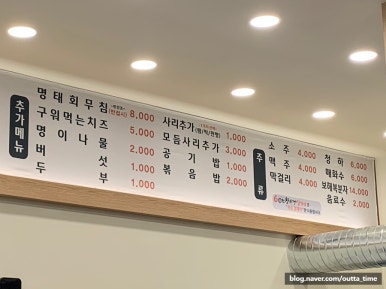 추가메뉴
명태회무침 (한접시) 8,000
구워먹는치즈 5,000
명이나물 2,000
버섯 1,000
두부 1,000
사리추가 1,000
모듬사리추가 3,000
공기밥 1,000
볶음밥 2,000
주류
소주 4,000
맥주 4,000
막걸리 4,000
청하 6,000
매화수 6,000
보해복분자 14,000
음료수 2,000
blog.naver.com/outta_time